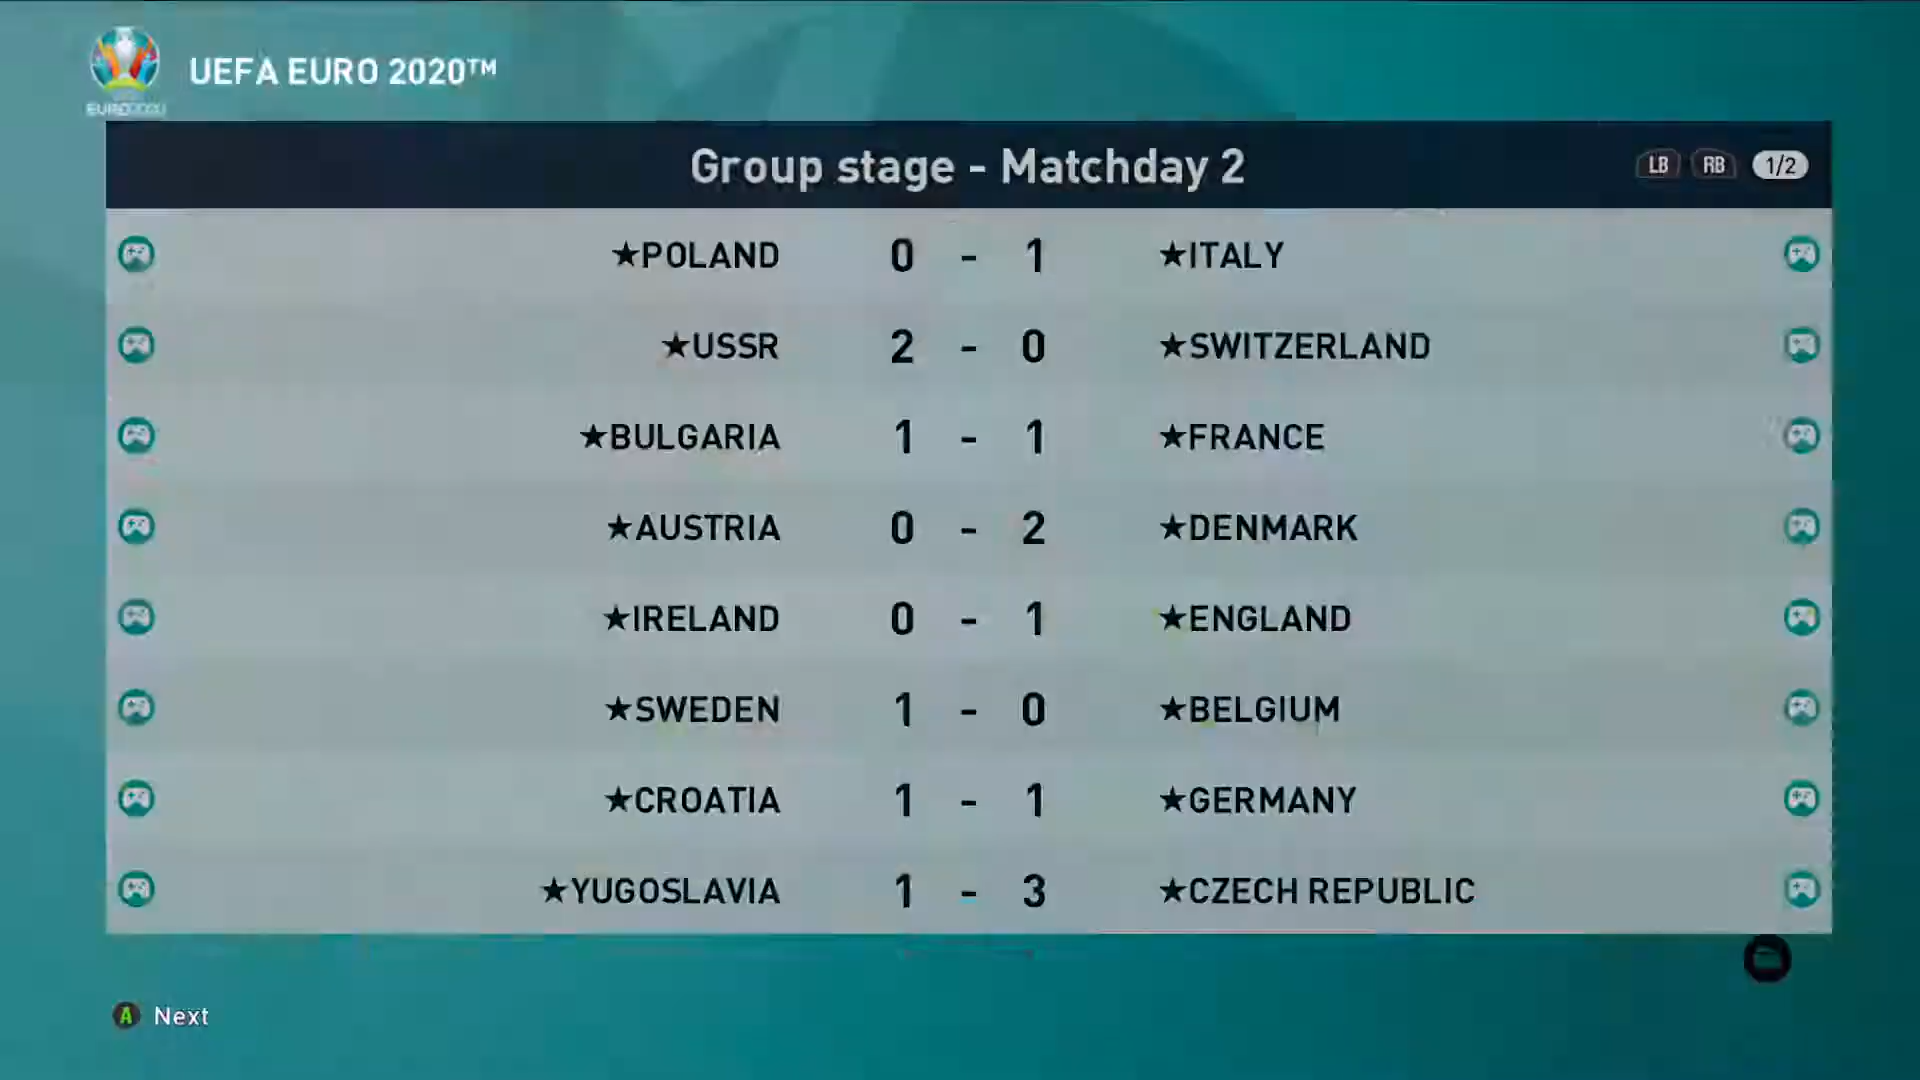 UEFA EURO 2020™
EURO2020
Group stage - Matchday 2
LB RB 1/2
★POLAND 0 - 1 ★ITALY
★USSR 2 - 0 ★SWITZERLAND
★BULGARIA 1 - 1 ★FRANCE
★AUSTRIA 0 - 2 ★DENMARK
★IRELAND 0 - 1 ★ENGLAND
★SWEDEN 1 - 0 ★BELGIUM
★CROATIA 1 - 1 ★GERMANY
★YUGOSLAVIA 1 - 3 ★CZECH REPUBLIC
A Next